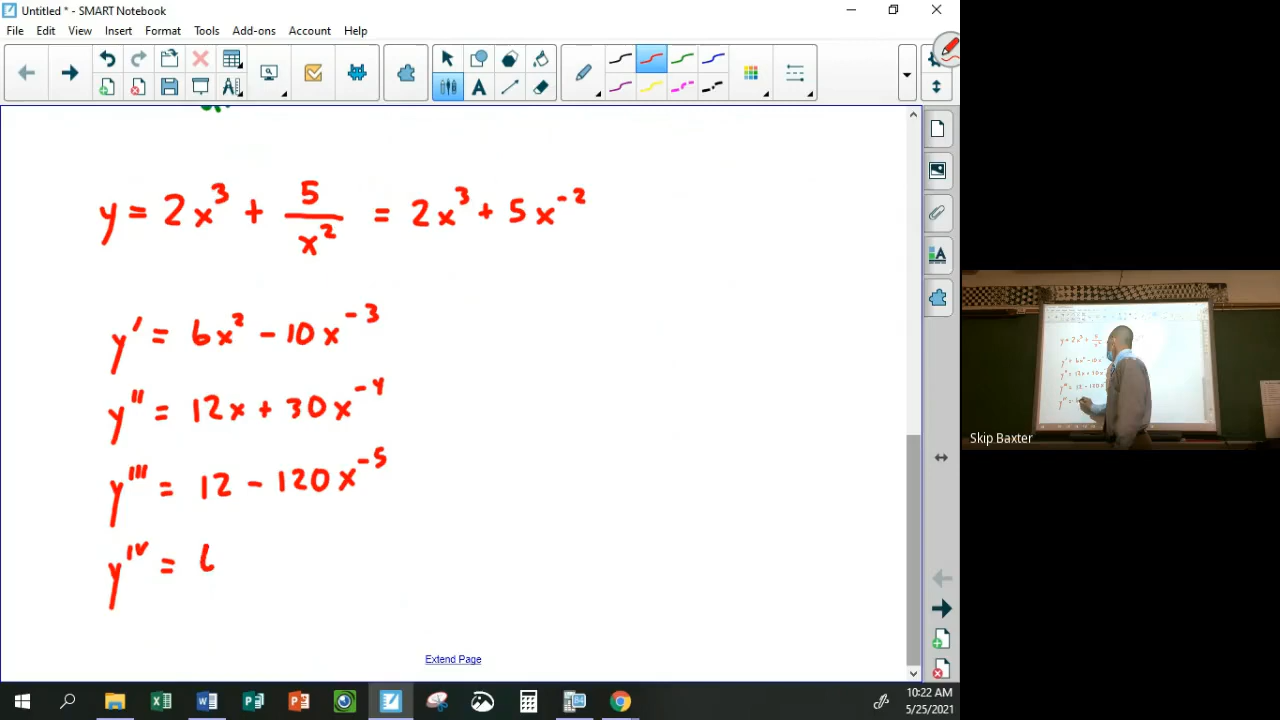 Untitled * - SMART Notebook
File Edit View Insert Format Tools Add-ons Account Help
y = 2x³ + 5/x² = 2x³ + 5x⁻²
y′ = 6x² − 10x⁻³
y″ = 12x + 30x⁻⁴
y‴ = 12 − 120x⁻⁵
yⁱⱽ =
Extend Page
Skip Baxter
10:22 AM
5/25/2021